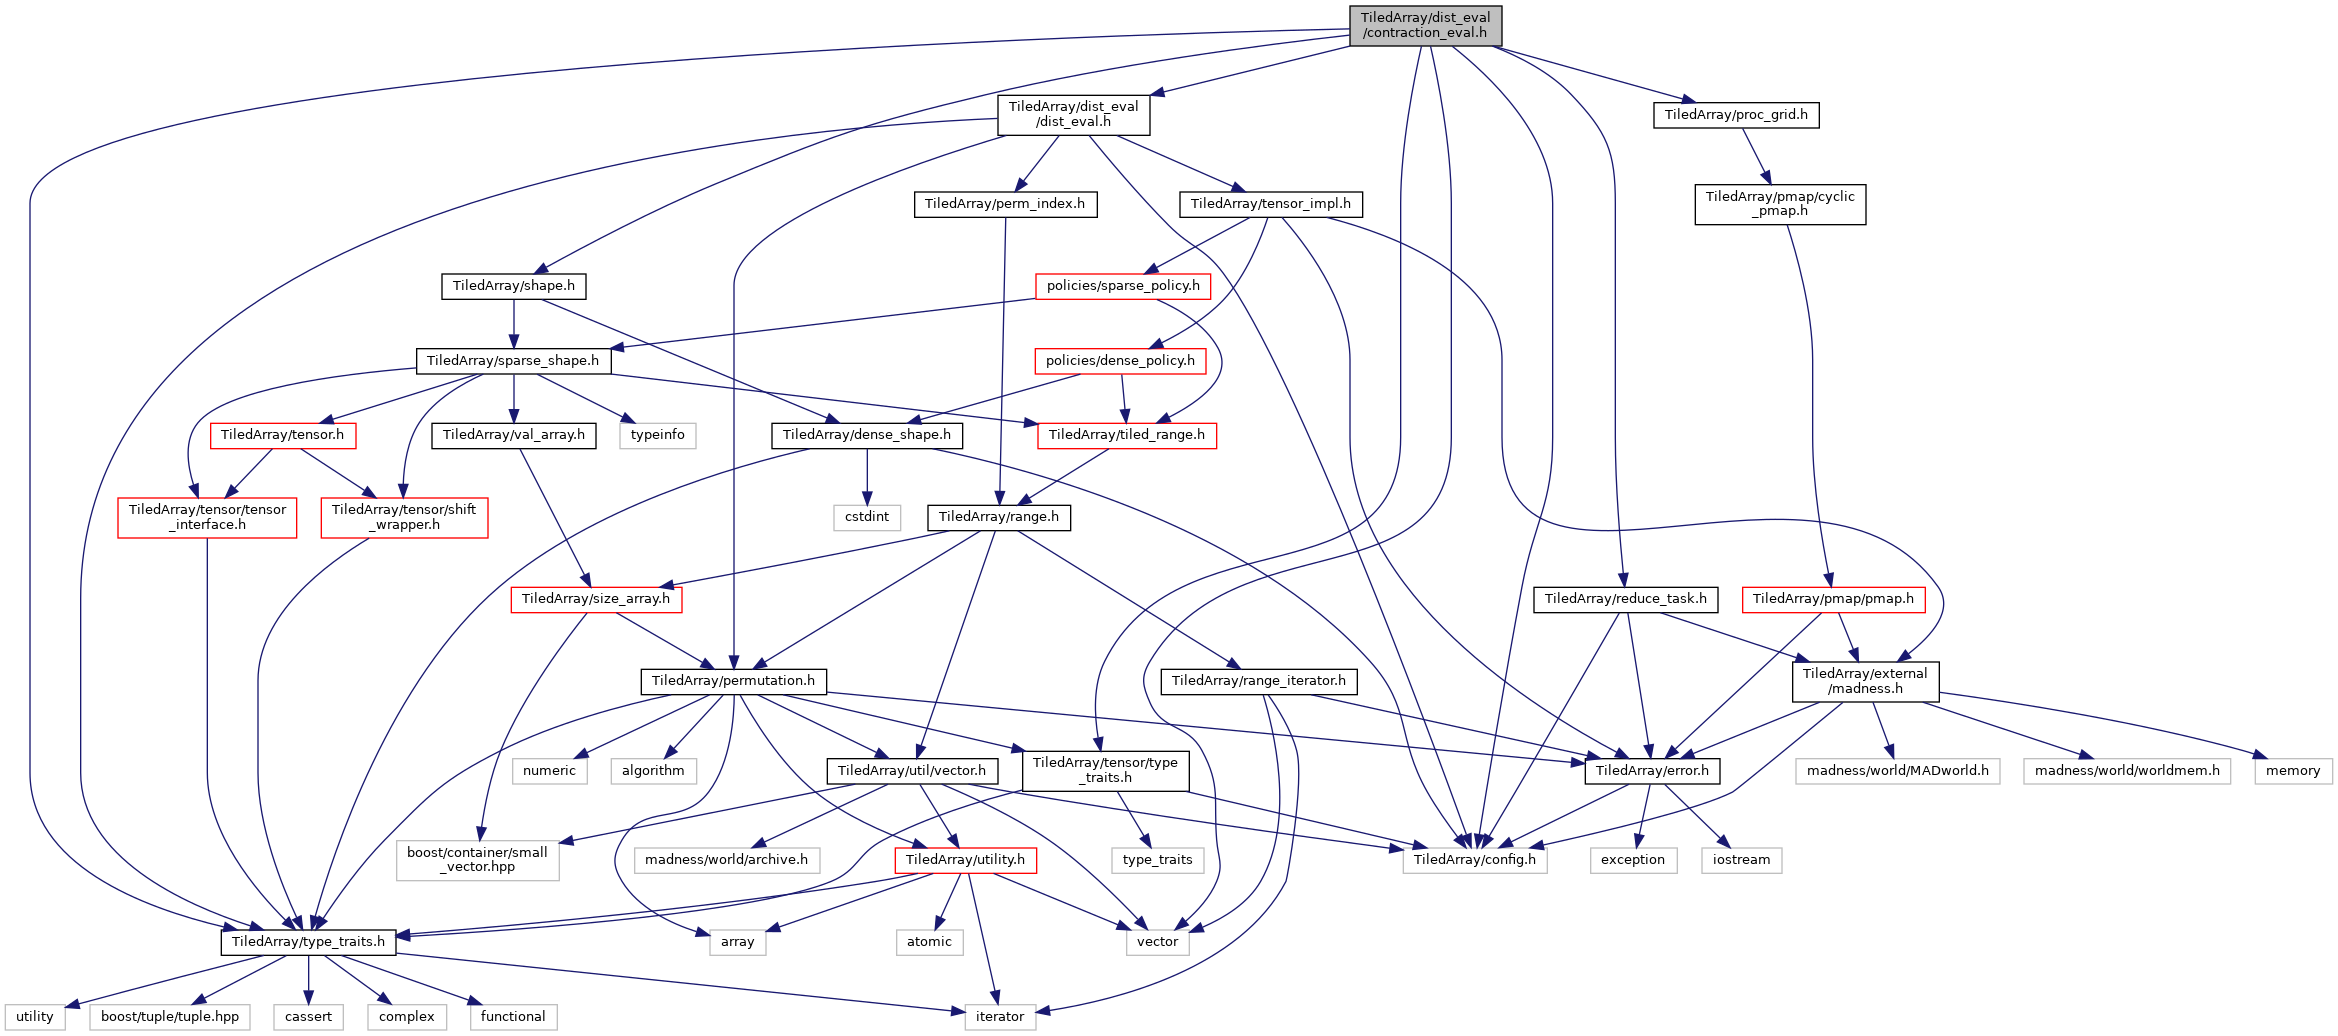 TiledArray/dist_eval
/contraction_eval.h
TiledArray/dist_eval
/dist_eval.h
TiledArray/proc_grid.h
TiledArray/perm_index.h
TiledArray/tensor_impl.h
TiledArray/pmap/cyclic
_pmap.h
TiledArray/shape.h
policies/sparse_policy.h
TiledArray/sparse_shape.h
policies/dense_policy.h
TiledArray/tensor.h
TiledArray/val_array.h
typeinfo
TiledArray/dense_shape.h
TiledArray/tiled_range.h
TiledArray/tensor/tensor
_interface.h
TiledArray/tensor/shift
_wrapper.h
cstdint
TiledArray/range.h
TiledArray/size_array.h
TiledArray/reduce_task.h
TiledArray/pmap/pmap.h
TiledArray/permutation.h
TiledArray/range_iterator.h
TiledArray/external
/madness.h
numeric
algorithm
TiledArray/util/vector.h
TiledArray/tensor/type
_traits.h
TiledArray/error.h
madness/world/MADworld.h
madness/world/worldmem.h
memory
boost/container/small
_vector.hpp
madness/world/archive.h
TiledArray/utility.h
type_traits
TiledArray/config.h
exception
iostream
TiledArray/type_traits.h
array
atomic
vector
utility
boost/tuple/tuple.hpp
cassert
complex
functional
iterator